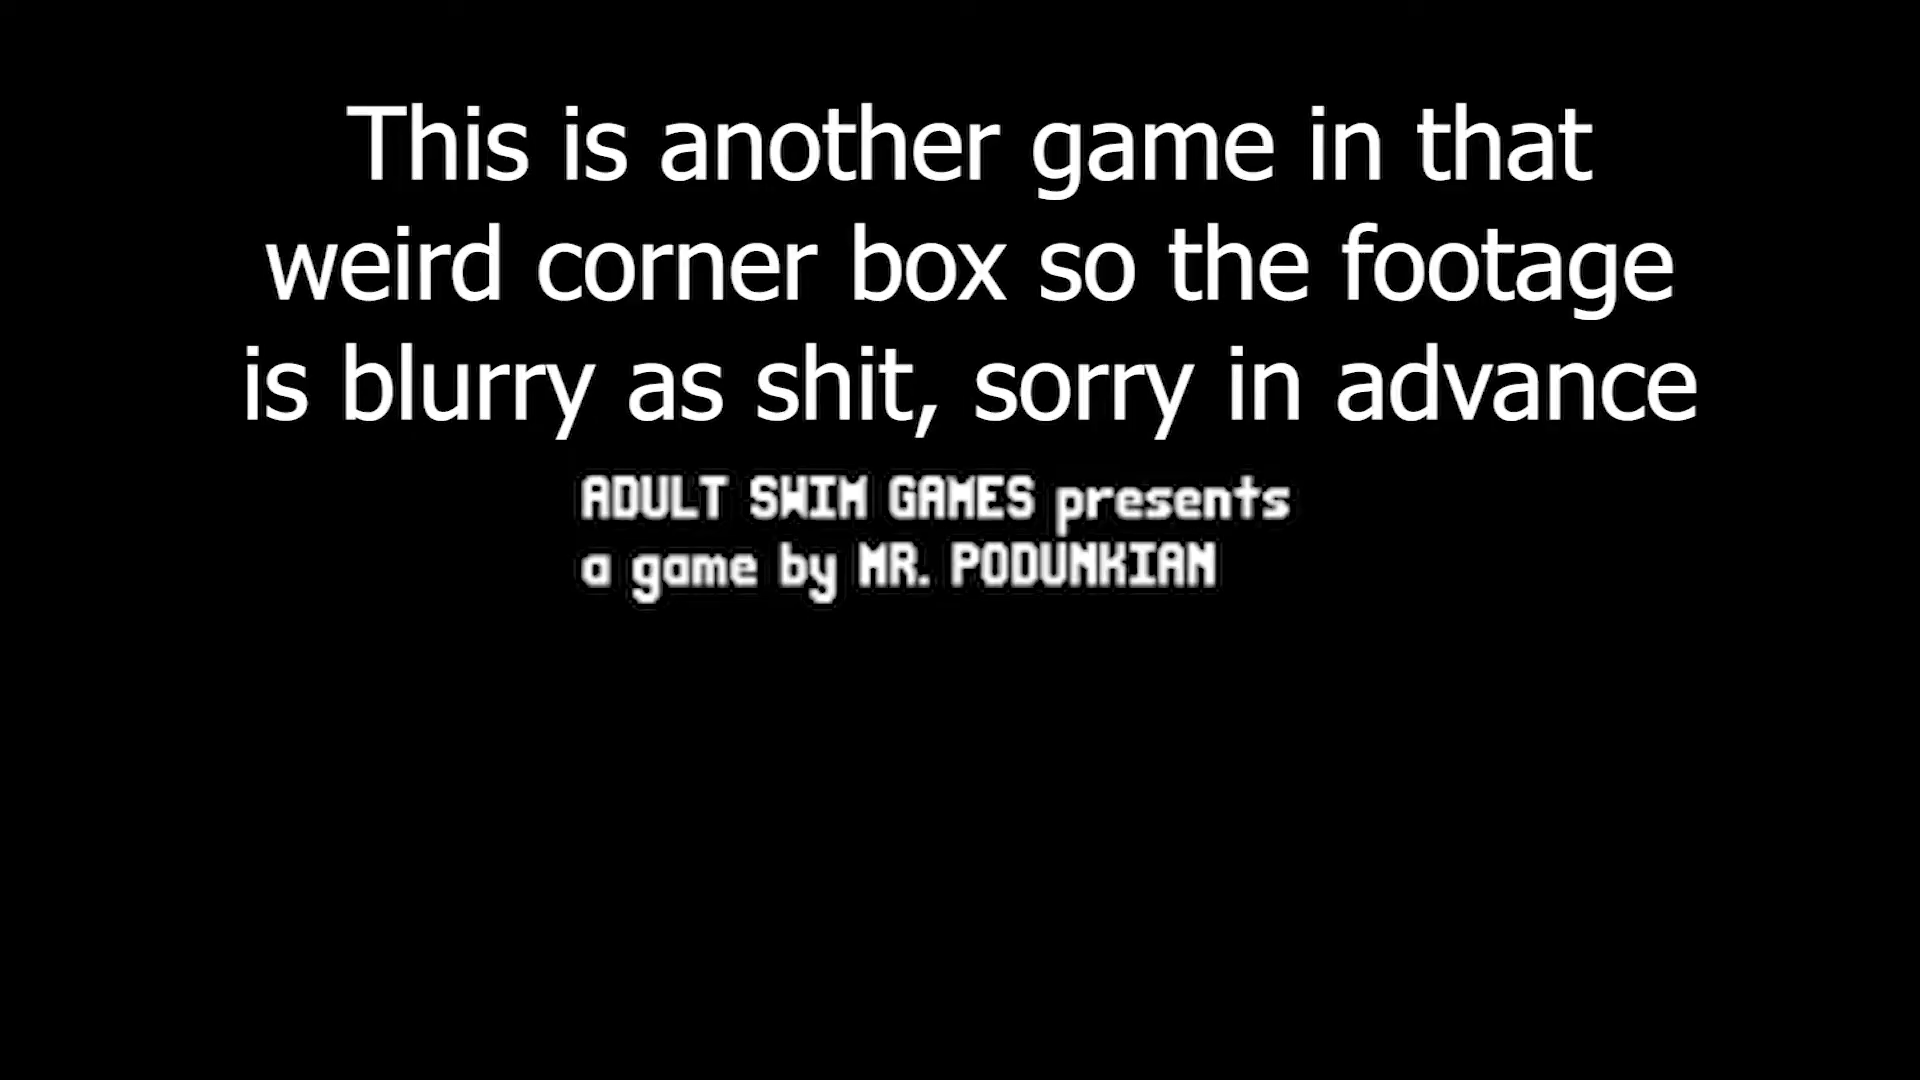 This is another game in that
weird corner box so the footage
is blurry as shit, sorry in advance
ADULT SWIM GAMES presents
a game by MR. PODUNKIAN